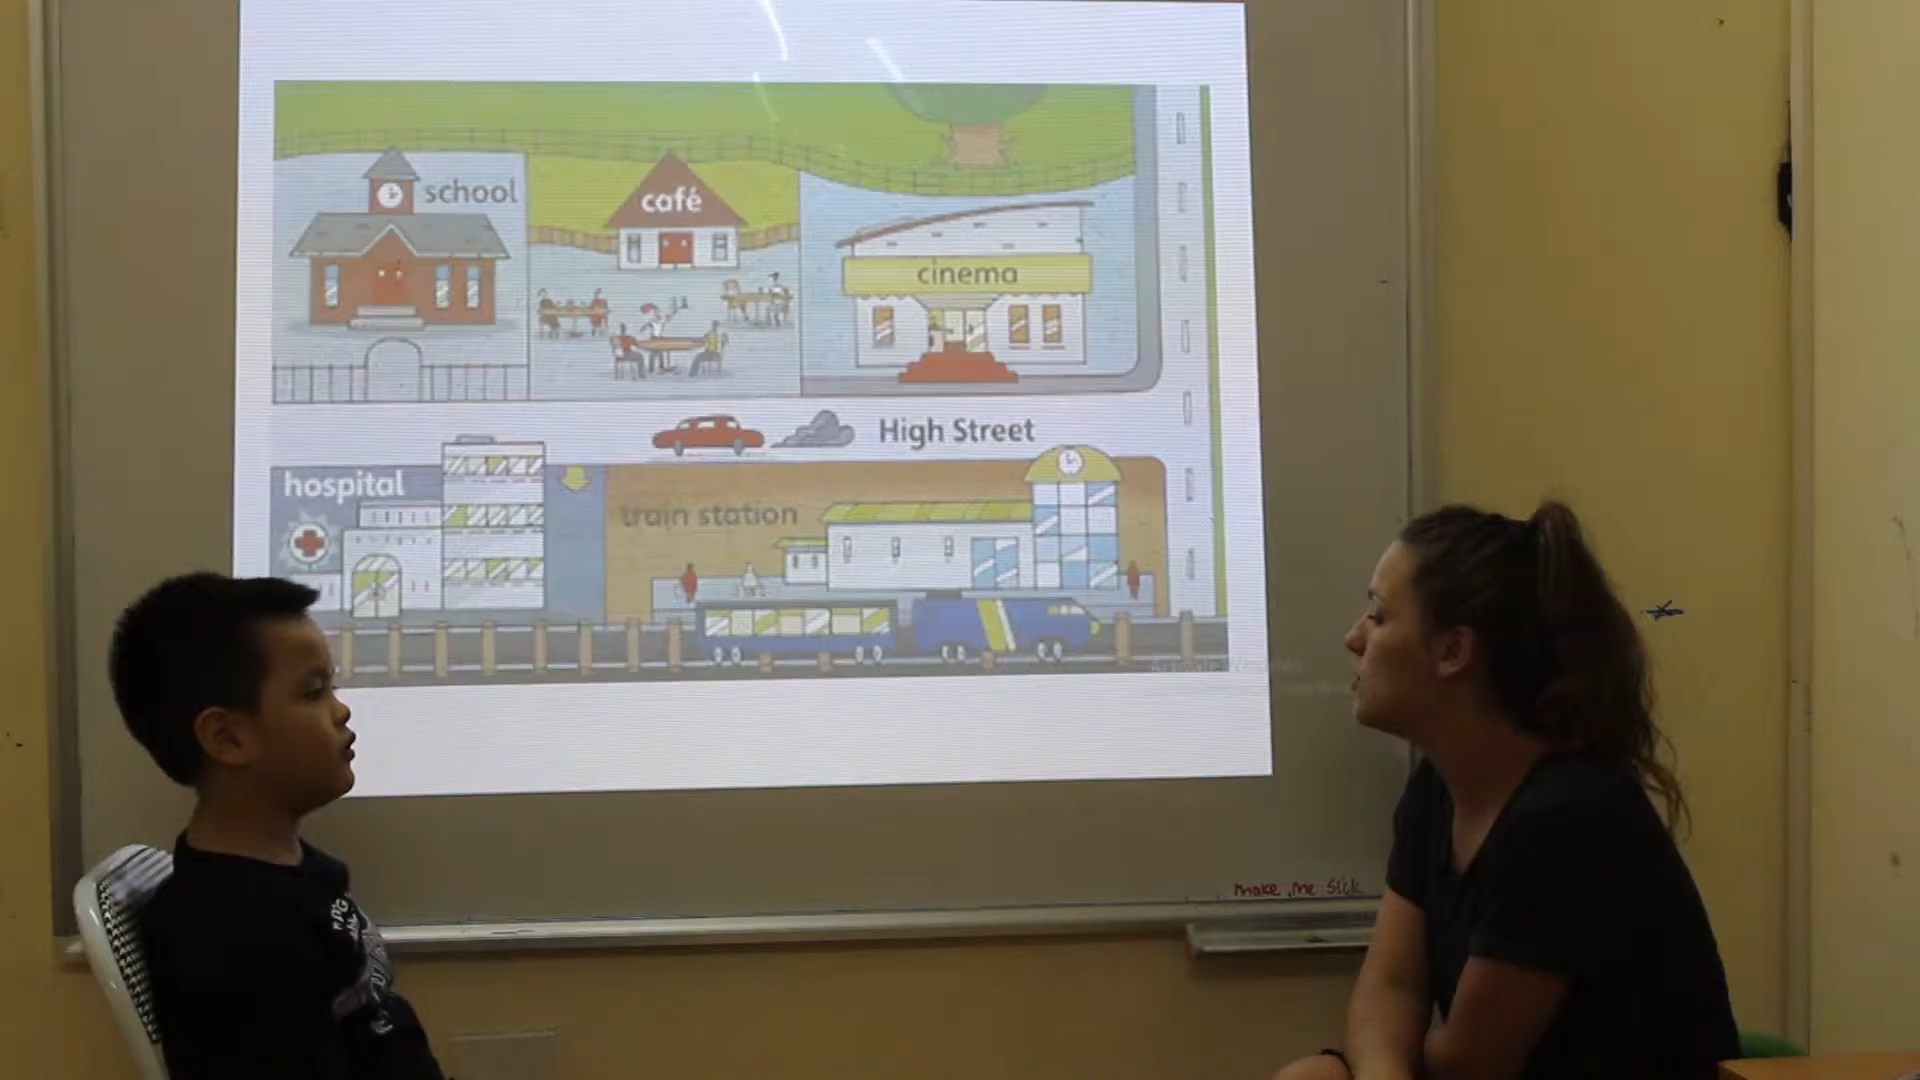 school
café
cinema
High Street
hospital
train station
make me sick